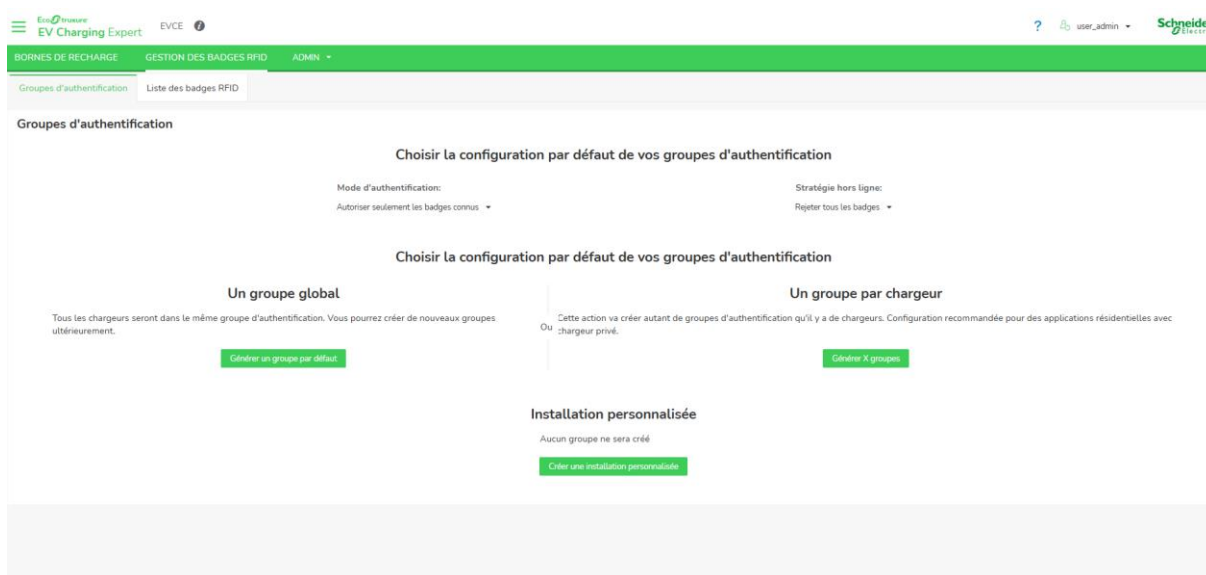 EcoStruxure
EV Charging Expert
EVCE
?
user_admin
Schneide
Electr
BORNES DE RECHARGE
GESTION DES BADGES RFID
ADMIN
Groupes d'authentification
Liste des badges RFID
Groupes d'authentification
Choisir la configuration par défaut de vos groupes d'authentification
Mode d'authentification:
Autoriser seulement les badges connus
Stratégie hors ligne:
Rejeter tous les badges
Choisir la configuration par défaut de vos groupes d'authentification
Un groupe global
Tous les chargeurs seront dans le même groupe d'authentification. Vous pourrez créer de nouveaux groupes
ultérieurement.
Générer un groupe par défaut
Ou
Un groupe par chargeur
Cette action va créer autant de groupes d'authentification qu'il y a de chargeurs. Configuration recommandée pour des applications résidentielles avec
chargeur privé.
Générer X groupes
Installation personnalisée
Aucun groupe ne sera créé
Créer une installation personnalisée